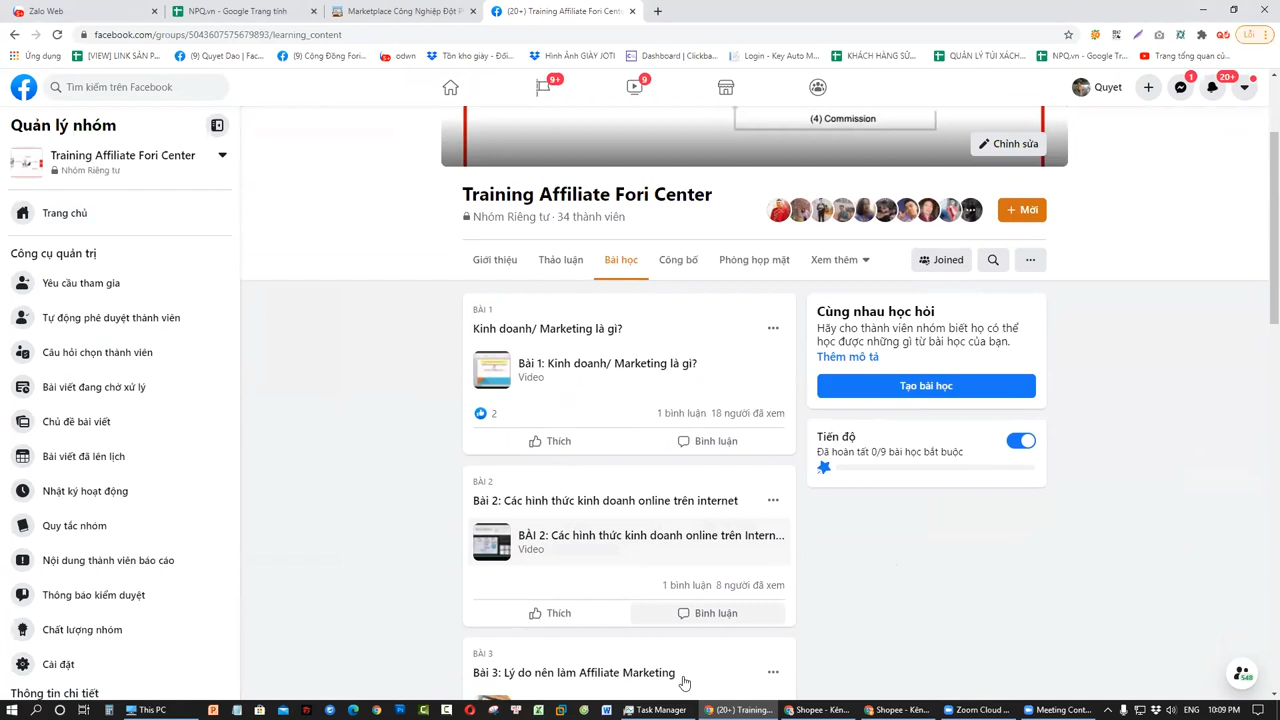 Zalo Web
NPQ.vn - Google Trang tính
Marketplace Công Nghiệp Đột P
(20+) Training Affiliate Fori Cente
facebook.com/groups/5043607575679893/learning_content
Lỗi
Ứng dụng
[VIEW] LINK SẢN P...
(9) Quyet Dao | Fac...
(9) Cộng Đồng Fori...
odwn
Tồn kho giày - Đối...
Hình Ảnh GIÀY JOTI
Dashboard | Clickba...
Login - Key Auto M...
KHÁCH HÀNG SỬ...
QUẢN LÝ TÚI XÁCH...
NPQ.vn - Google Tr...
Trang tổng quan củ...
Tìm kiếm trên Facebook
9+
9
Quyet
1
20+
Quản lý nhóm
Training Affiliate Fori Center
Nhóm Riêng tư
Trang chủ
Công cụ quản trị
Yêu cầu tham gia
Tự động phê duyệt thành viên
Câu hỏi chọn thành viên
Bài viết đang chờ xử lý
Chủ đề bài viết
Bài viết đã lên lịch
Nhật ký hoạt động
Quy tắc nhóm
Nội dung thành viên báo cáo
Thông báo kiểm duyệt
Chất lượng nhóm
Cài đặt
Thông tin chi tiết
(4) Commission
Chỉnh sửa
Training Affiliate Fori Center
Nhóm Riêng tư · 34 thành viên
+ Mời
Giới thiệu
Thảo luận
Bài học
Công bố
Phòng họp mặt
Xem thêm
Joined
BÀI 1
Kinh doanh/ Marketing là gì?
Bài 1: Kinh doanh/ Marketing là gì?
Video
2
1 bình luận 18 người đã xem
Thích
Bình luận
BÀI 2
Bài 2: Các hình thức kinh doanh online trên internet
BÀI 2: Các hình thức kinh doanh online trên Intern...
Video
1 bình luận 8 người đã xem
Thích
Bình luận
BÀI 3
Bài 3: Lý do nên làm Affiliate Marketing
Cùng nhau học hỏi
Hãy cho thành viên nhóm biết họ có thể
học được những gì từ bài học của bạn.
Thêm mô tả
Tạo bài học
Tiến độ
Đã hoàn tất 0/9 bài học bắt buộc
548
This PC
Task Manager
(20+) Training...
Shopee - Kên...
Shopee - Kên...
Zoom Cloud ...
Meeting Cont...
ENG
10:09 PM